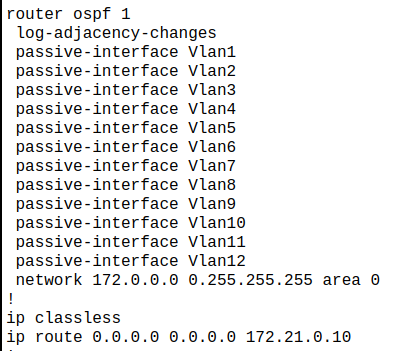 router ospf 1
 log-adjacency-changes
 passive-interface Vlan1
 passive-interface Vlan2
 passive-interface Vlan3
 passive-interface Vlan4
 passive-interface Vlan5
 passive-interface Vlan6
 passive-interface Vlan7
 passive-interface Vlan8
 passive-interface Vlan9
 passive-interface Vlan10
 passive-interface Vlan11
 passive-interface Vlan12
 network 172.0.0.0 0.255.255.255 area 0
!
ip classless
ip route 0.0.0.0 0.0.0.0 172.21.0.10